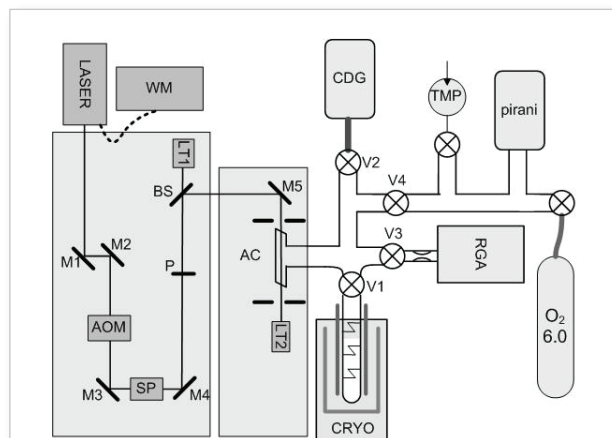 LASER
WM
CDG
TMP
pirani
LT1
V2
BS
M5
V4
M2
M1
AC
V3
RGA
P
V1
O2
6.0
AOM
LT2
M3
SP
M4
CRYO